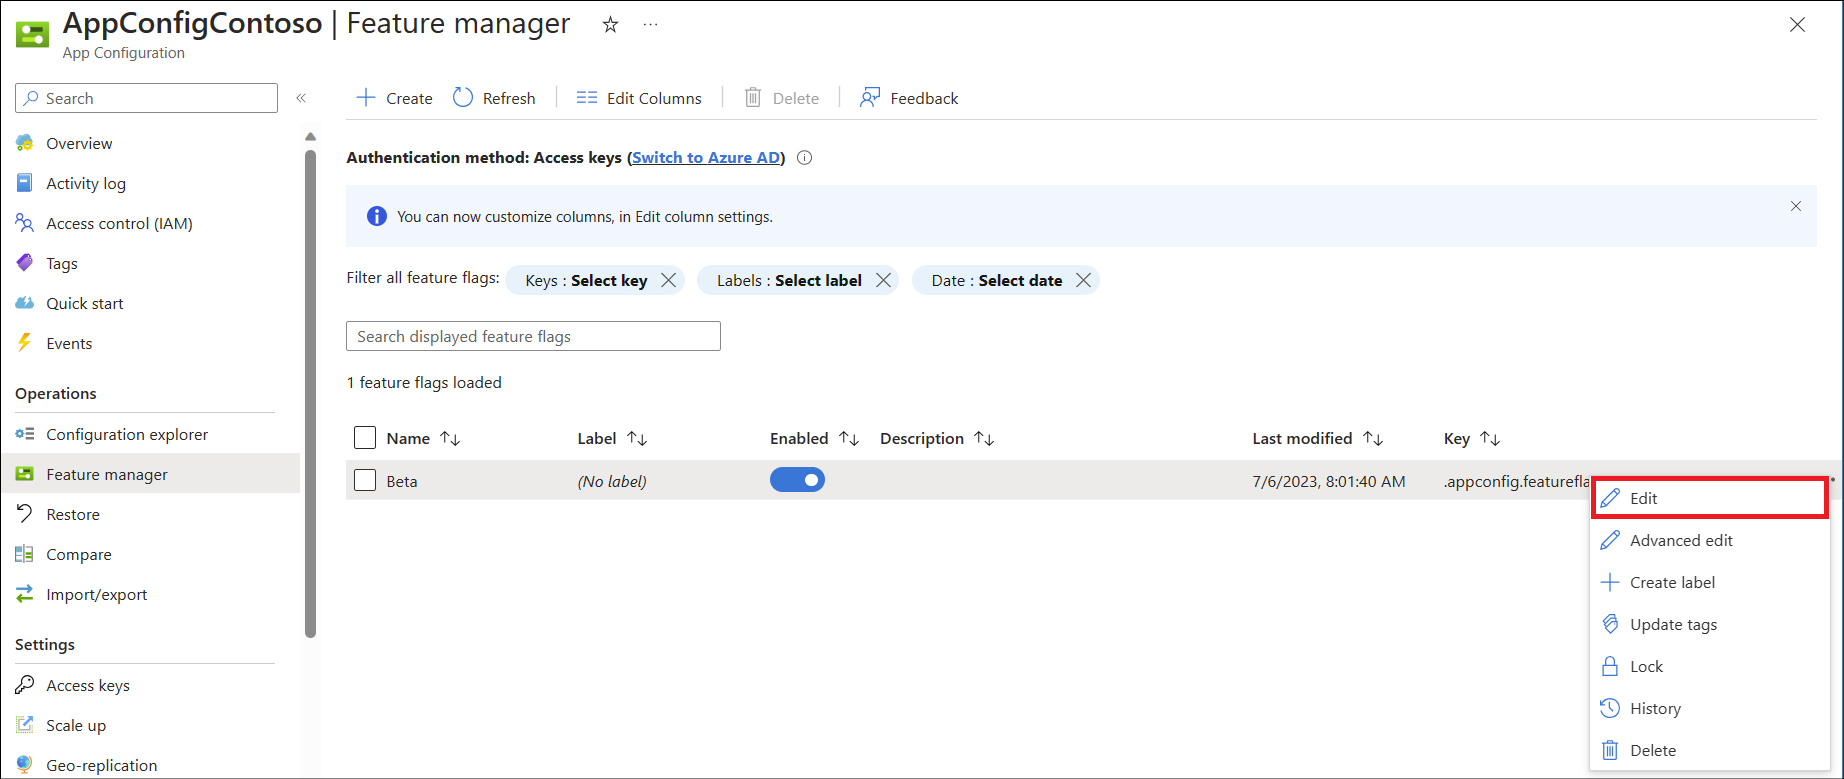 AppConfigContoso | Feature manager
App Configuration
Search
Create
Refresh
Edit Columns
Delete
Feedback
Overview
Activity log
Access control (IAM)
Tags
Quick start
Events
Operations
Configuration explorer
Feature manager
Restore
Compare
Import/export
Settings
Access keys
Scale up
Geo-replication
Authentication method: Access keys (Switch to Azure AD)
You can now customize columns, in Edit column settings.
Filter all feature flags:
Keys : Select key
Labels : Select label
Date : Select date
Search displayed feature flags
1 feature flags loaded
Name
Label
Enabled
Description
Last modified
Key
Beta
(No label)
7/6/2023, 8:01:40 AM
.appconfig.featurefla
Edit
Advanced edit
Create label
Update tags
Lock
History
Delete